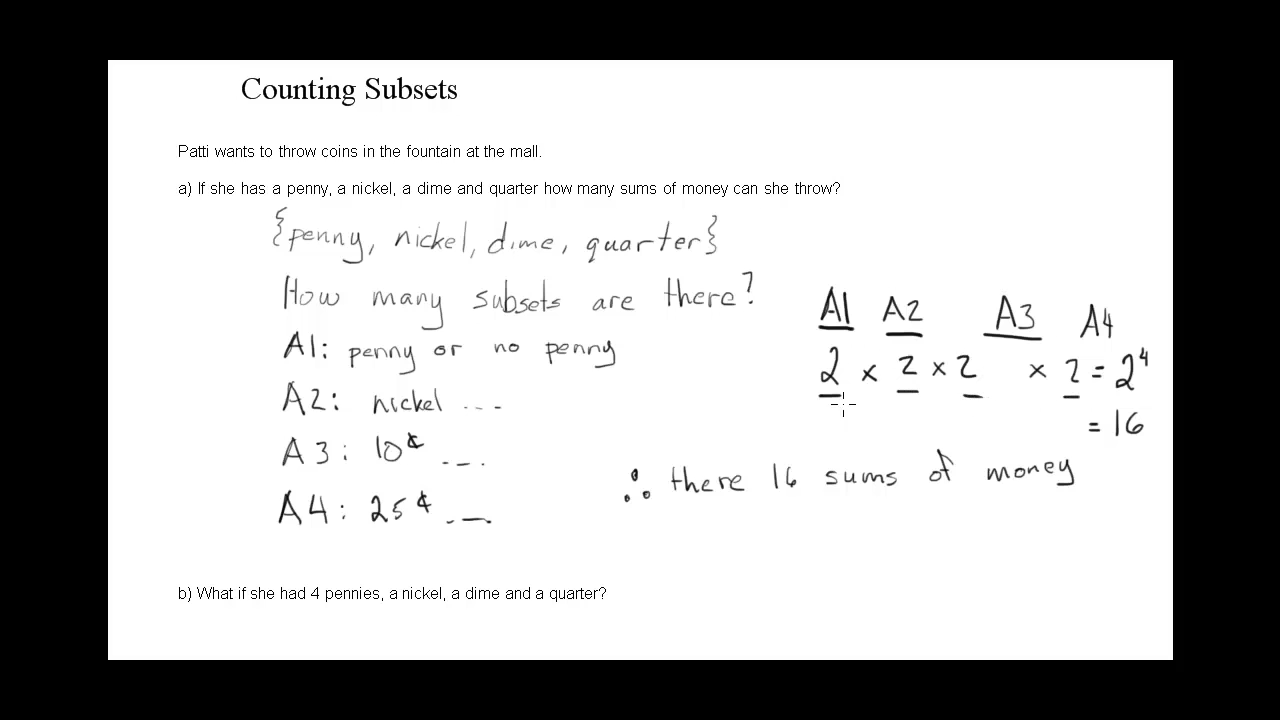 Counting Subsets
Patti wants to throw coins in the fountain at the mall.
a) If she has a penny, a nickel, a dime and quarter how many sums of money can she throw?
{penny, nickel, dime, quarter}
How many subsets are there?
A1: penny or no penny
A2: nickel ...
A3: 10¢ ...
A4: 25¢ ...
A1 A2 A3 A4
2 × 2 × 2 × 2 = 2⁴
= 16
∴ there 16 sums of money
b) What if she had 4 pennies, a nickel, a dime and a quarter?